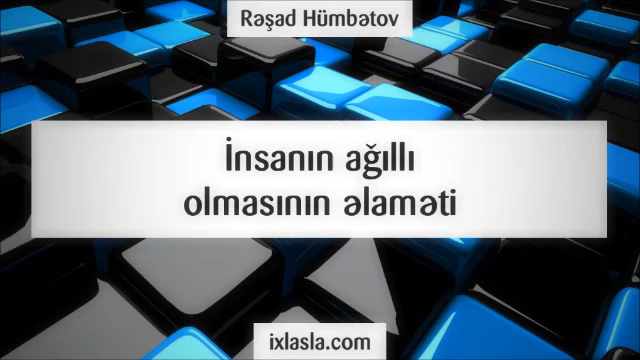 Rəşad Hümbətov
İnsanın ağıllı
olmasının əlaməti
ixlasla.com